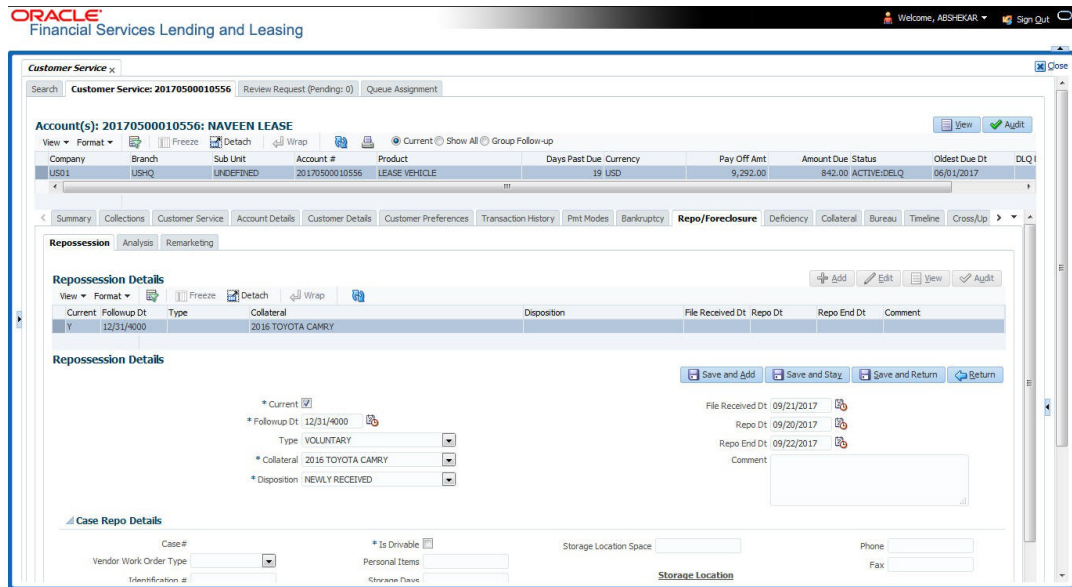 ORACLE
Financial Services Lending and Leasing
Welcome, ABSHEKAR
Sign Out
Customer Service x
Close
Search Customer Service: 20170500010556 Review Request (Pending: 0) Queue Assignment
Account(s): 20170500010556: NAVEEN LEASE
View Audit
View Format Freeze Detach Wrap Current Show All Group Follow-up
Company Branch Sub Unit Account # Product Days Past Due Currency Pay Off Amt Amount Due Status Oldest Due Dt DLQ
US01 USHQ UNDEFINED 20170500010556 LEASE VEHICLE 19 USD 9,292.00 842.00 ACTIVE:DELQ 06/01/2017
Summary Collections Customer Service Account Details Customer Details Customer Preferences Transaction History Pmt Modes Bankruptcy Repo/Foreclosure Deficiency Collateral Bureau Timeline Cross/Up
Repossession Analysis Remarketing
Repossession Details
Add Edit View Audit
View Format Freeze Detach Wrap
Current Followup Dt Type Collateral Disposition File Received Dt Repo Dt Repo End Dt Comment
Y 12/31/4000 2016 TOYOTA CAMRY
Repossession Details
Save and Add Save and Stay Save and Return Return
* Current
File Received Dt 09/21/2017
* Followup Dt 12/31/4000
Repo Dt 09/20/2017
Type VOLUNTARY
Repo End Dt 09/22/2017
* Collateral 2016 TOYOTA CAMRY
Comment
* Disposition NEWLY RECEIVED
Case Repo Details
Case# * Is Drivable Storage Location Space Phone
Vendor Work Order Type Personal Items Fax
Identification # Storage Days Storage Location